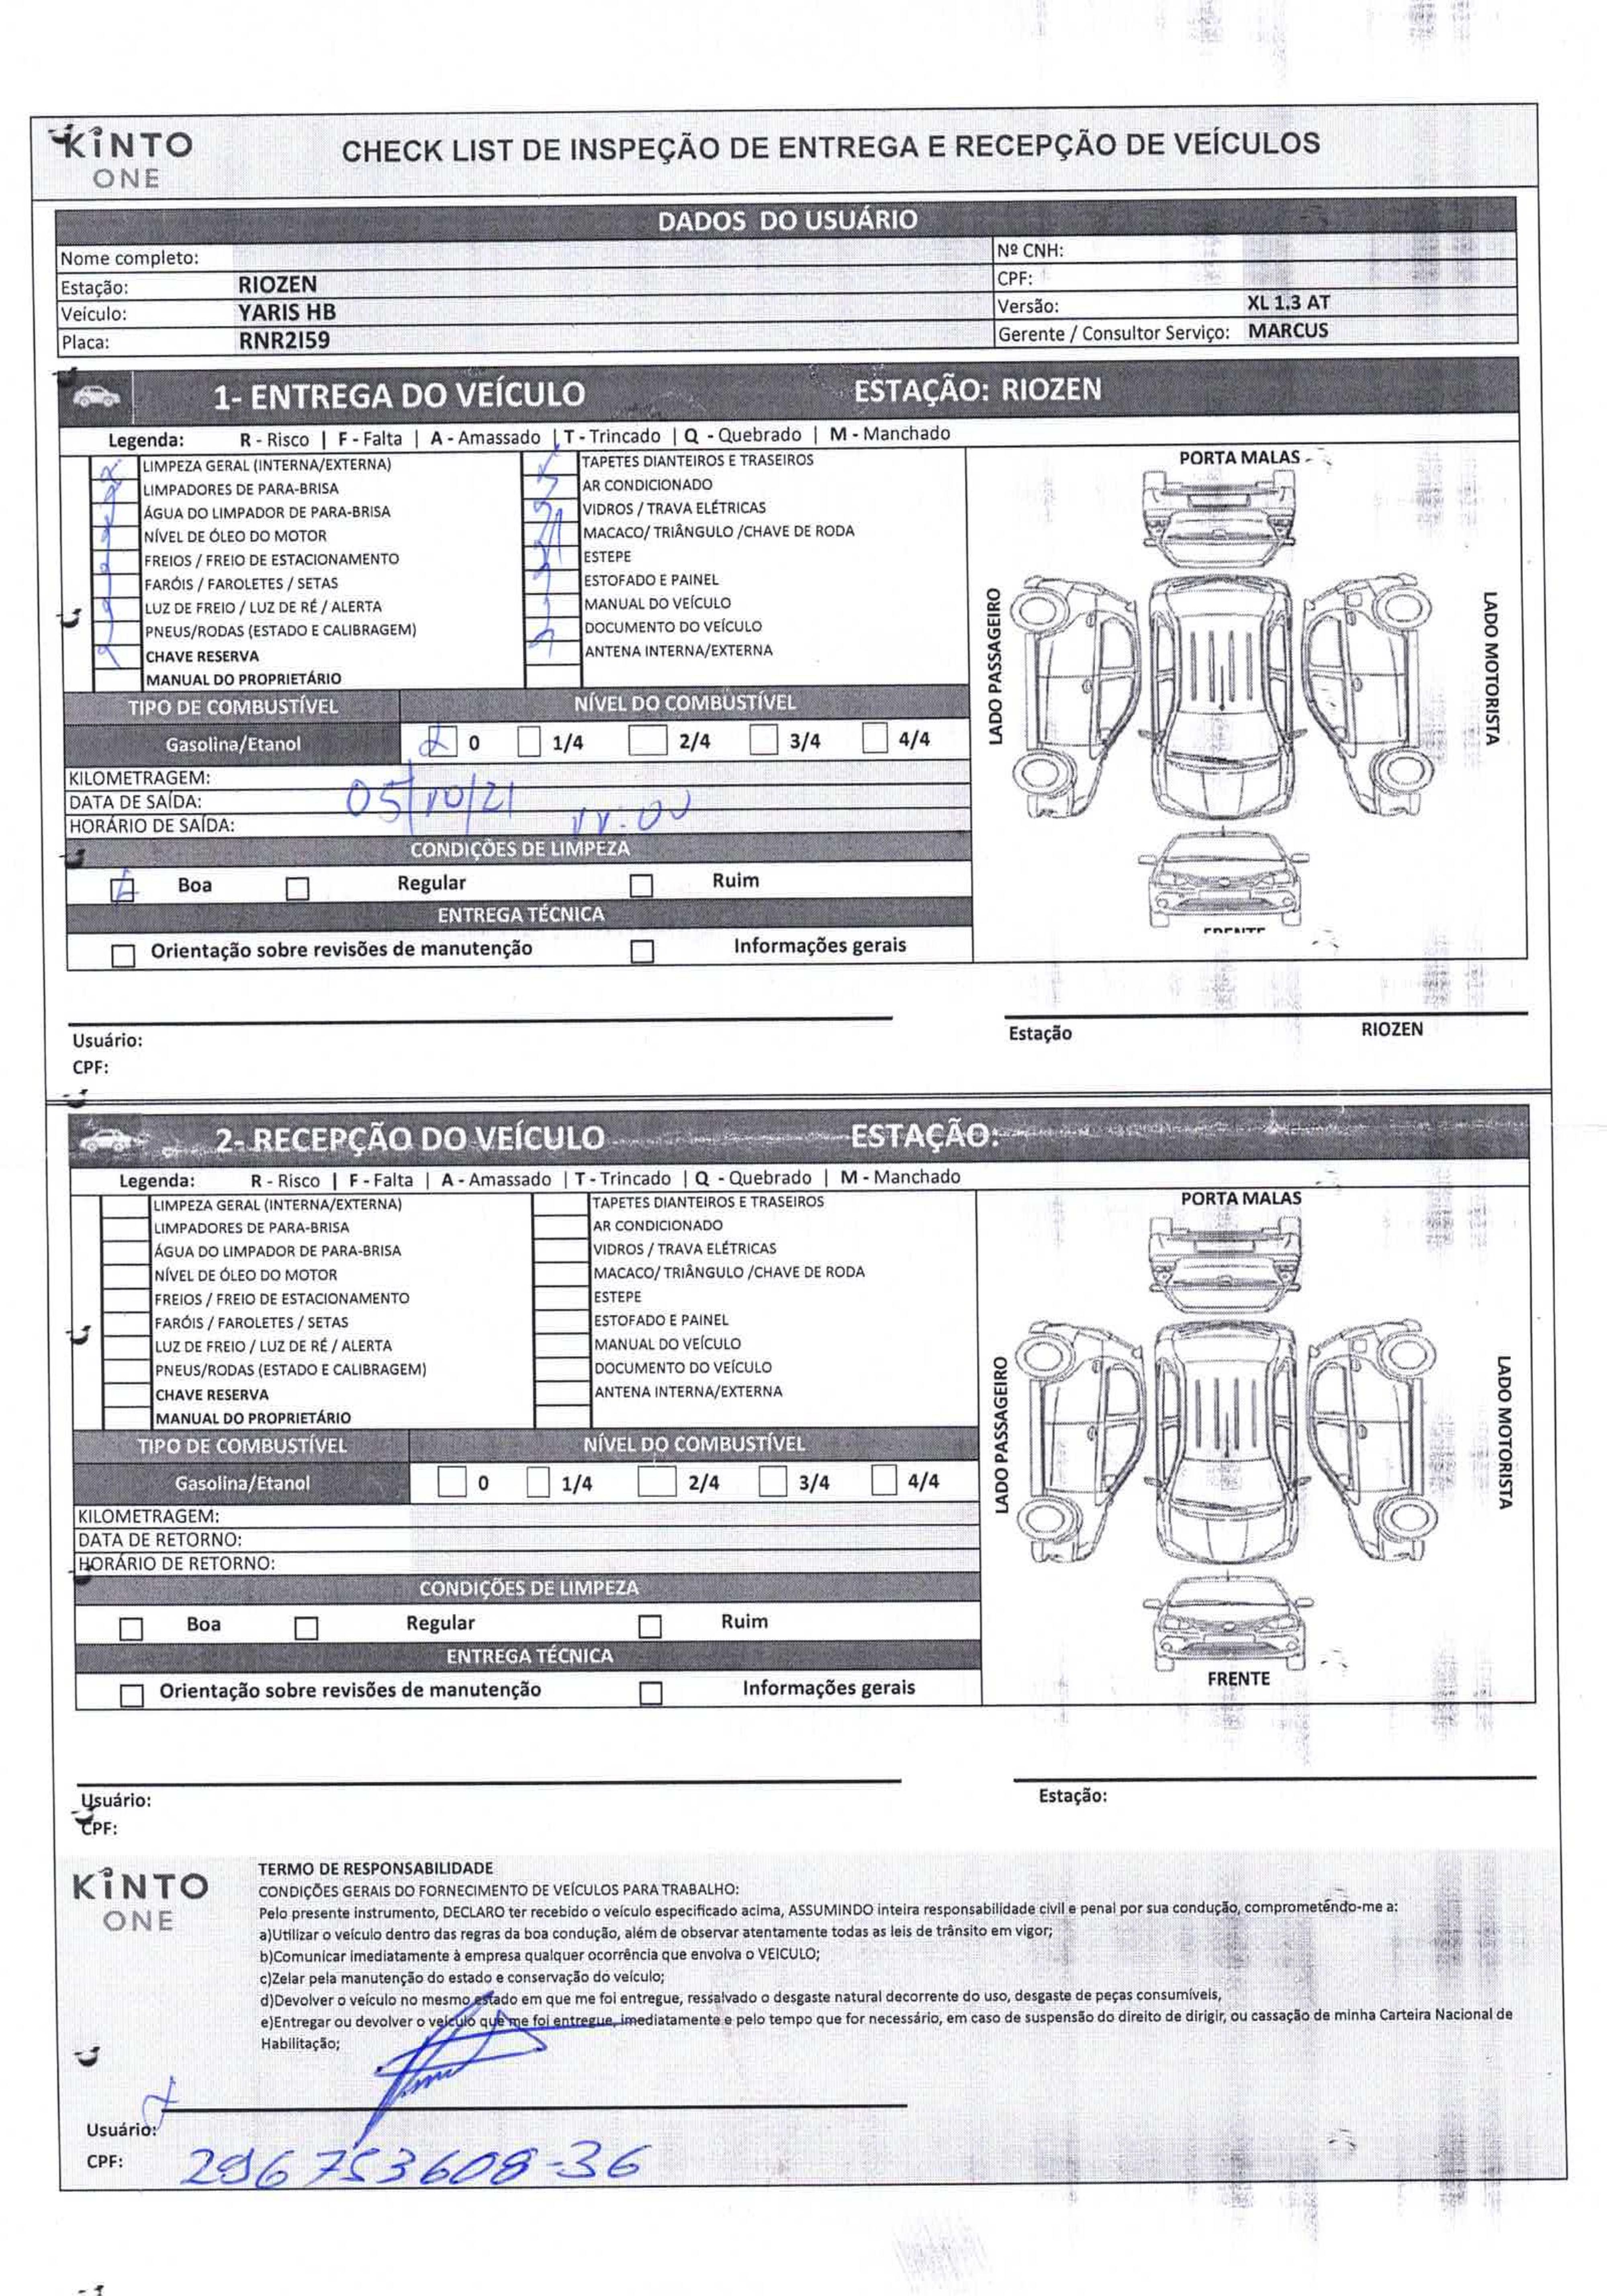 KINTO
ONE
CHECK LIST DE INSPEÇÃO DE ENTREGA E RECEPÇÃO DE VEÍCULOS
DADOS DO USUÁRIO
Nome completo:
Nº CNH:
Estação: RIOZEN
CPF:
Veículo: YARIS HB
Versão: XL 1.3 AT
Placa: RNR2I59
Gerente / Consultor Serviço: MARCUS
1- ENTREGA DO VEÍCULO ESTAÇÃO: RIOZEN
Legenda: R - Risco | F - Falta | A - Amassado | T - Trincado | Q - Quebrado | M - Manchado
LIMPEZA GERAL (INTERNA/EXTERNA)
LIMPADORES DE PARA-BRISA
ÁGUA DO LIMPADOR DE PARA-BRISA
NÍVEL DE ÓLEO DO MOTOR
FREIOS / FREIO DE ESTACIONAMENTO
FARÓIS / FAROLETES / SETAS
LUZ DE FREIO / LUZ DE RÉ / ALERTA
PNEUS/RODAS (ESTADO E CALIBRAGEM)
CHAVE RESERVA
MANUAL DO PROPRIETÁRIO
TAPETES DIANTEIROS E TRASEIROS
AR CONDICIONADO
VIDROS / TRAVA ELÉTRICAS
MACACO/ TRIÂNGULO /CHAVE DE RODA
ESTEPE
ESTOFADO E PAINEL
MANUAL DO VEÍCULO
DOCUMENTO DO VEÍCULO
ANTENA INTERNA/EXTERNA
PORTA MALAS
LADO PASSAGEIRO
LADO MOTORISTA
FRENTE
TIPO DE COMBUSTÍVEL NÍVEL DO COMBUSTÍVEL
Gasolina/Etanol 0 1/4 2/4 3/4 4/4
KILOMETRAGEM:
DATA DE SAÍDA: 05/10/21
HORÁRIO DE SAÍDA: 11:00
CONDIÇÕES DE LIMPEZA
Boa Regular Ruim
ENTREGA TÉCNICA
Orientação sobre revisões de manutenção Informações gerais
Usuário:
CPF:
Estação RIOZEN
2- RECEPÇÃO DO VEÍCULO ESTAÇÃO:
Legenda: R - Risco | F - Falta | A - Amassado | T - Trincado | Q - Quebrado | M - Manchado
LIMPEZA GERAL (INTERNA/EXTERNA)
LIMPADORES DE PARA-BRISA
ÁGUA DO LIMPADOR DE PARA-BRISA
NÍVEL DE ÓLEO DO MOTOR
FREIOS / FREIO DE ESTACIONAMENTO
FARÓIS / FAROLETES / SETAS
LUZ DE FREIO / LUZ DE RÉ / ALERTA
PNEUS/RODAS (ESTADO E CALIBRAGEM)
CHAVE RESERVA
MANUAL DO PROPRIETÁRIO
TAPETES DIANTEIROS E TRASEIROS
AR CONDICIONADO
VIDROS / TRAVA ELÉTRICAS
MACACO/ TRIÂNGULO /CHAVE DE RODA
ESTEPE
ESTOFADO E PAINEL
MANUAL DO VEÍCULO
DOCUMENTO DO VEÍCULO
ANTENA INTERNA/EXTERNA
PORTA MALAS
LADO PASSAGEIRO
LADO MOTORISTA
FRENTE
TIPO DE COMBUSTÍVEL NÍVEL DO COMBUSTÍVEL
Gasolina/Etanol 0 1/4 2/4 3/4 4/4
KILOMETRAGEM:
DATA DE RETORNO:
HORÁRIO DE RETORNO:
CONDIÇÕES DE LIMPEZA
Boa Regular Ruim
ENTREGA TÉCNICA
Orientação sobre revisões de manutenção Informações gerais
Usuário:
CPF:
Estação:
KINTO
ONE
TERMO DE RESPONSABILIDADE
CONDIÇÕES GERAIS DO FORNECIMENTO DE VEÍCULOS PARA TRABALHO:
Pelo presente instrumento, DECLARO ter recebido o veículo especificado acima, ASSUMINDO inteira responsabilidade civil e penal por sua condução, comprometendo-me a:
a)Utilizar o veículo dentro das regras da boa condução, além de observar atentamente todas as leis de trânsito em vigor;
b)Comunicar imediatamente à empresa qualquer ocorrência que envolva o VEICULO;
c)Zelar pela manutenção do estado e conservação do veículo;
d)Devolver o veículo no mesmo estado em que me foi entregue, ressalvado o desgaste natural decorrente do uso, desgaste de peças consumíveis,
e)Entregar ou devolver o veículo que me foi entregue, imediatamente e pelo tempo que for necessário, em caso de suspensão do direito de dirigir, ou cassação de minha Carteira Nacional de
Habilitação;
Usuário:
CPF: 296753608-36